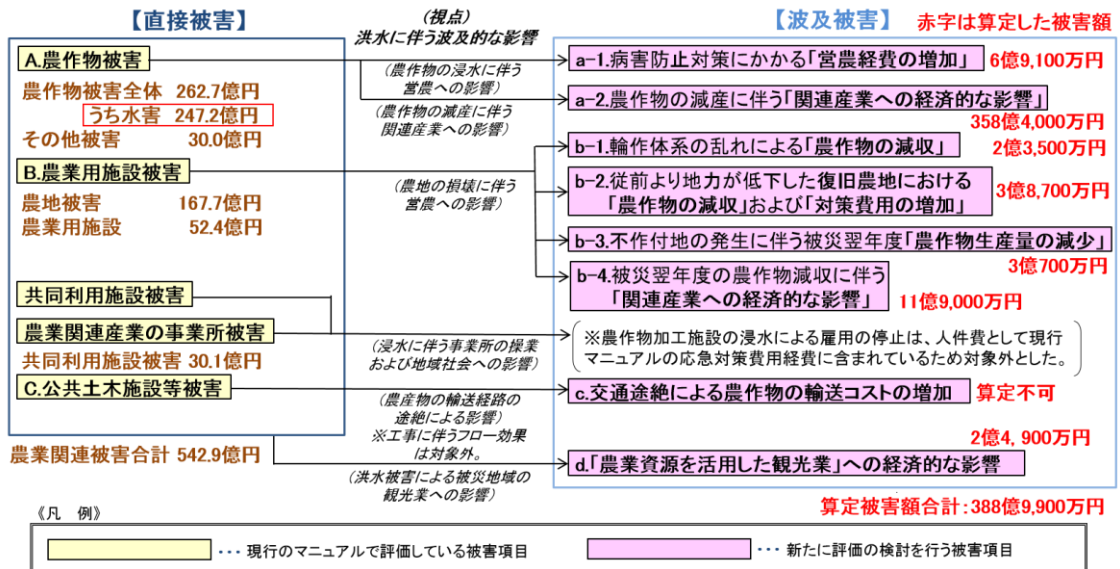 【直接被害】
(視点)
洪水に伴う波及的な影響
【波及被害】
赤字は算定した被害額
A.農作物被害
農作物被害全体 262.7億円
うち水害 247.2億円
その他被害 30.0億円
B.農業用施設被害
農地被害 167.7億円
農業用施設 52.4億円
共同利用施設被害
農業関連産業の事業所被害
共同利用施設被害 30.1億円
C.公共土木施設等被害
農業関連被害合計 542.9億円
(農作物の浸水に伴う
営農への影響)
(農作物の減産に伴う
関連産業への影響)
(農地の損壊に伴う
営農への影響)
(浸水に伴う事業所の操業
および地域社会への影響)
(農産物の輸送経路の
途絶による影響)
※工事に伴うフロー効果
は対象外。
(洪水被害による被災地域の
観光業への影響)
a-1.病害防止対策にかかる「営農経費の増加」
6億9,100万円
a-2.農作物の減産に伴う「関連産業への経済的な影響」
358億4,000万円
b-1.輪作体系の乱れによる「農作物の減収」
2億3,500万円
b-2.従前より地力が低下した復旧農地における
「農作物の減収」および「対策費用の増加」
3億8,700万円
b-3.不作付地の発生に伴う被災翌年度「農作物生産量の減少」
3億700万円
b-4.被災翌年度の農作物減収に伴う
「関連産業への経済的な影響」
11億9,000万円
※農作物加工施設の浸水による雇用の停止は、人件費として現行
マニュアルの応急対策費用経費に含まれているため対象外とした。
c.交通途絶による農作物の輸送コストの増加
算定不可
2億4,900万円
d.「農業資源を活用した観光業」への経済的な影響
算定被害額合計:388億9,900万円
《凡 例》
･･･ 現行のマニュアルで評価している被害項目
･･･ 新たに評価の検討を行う被害項目